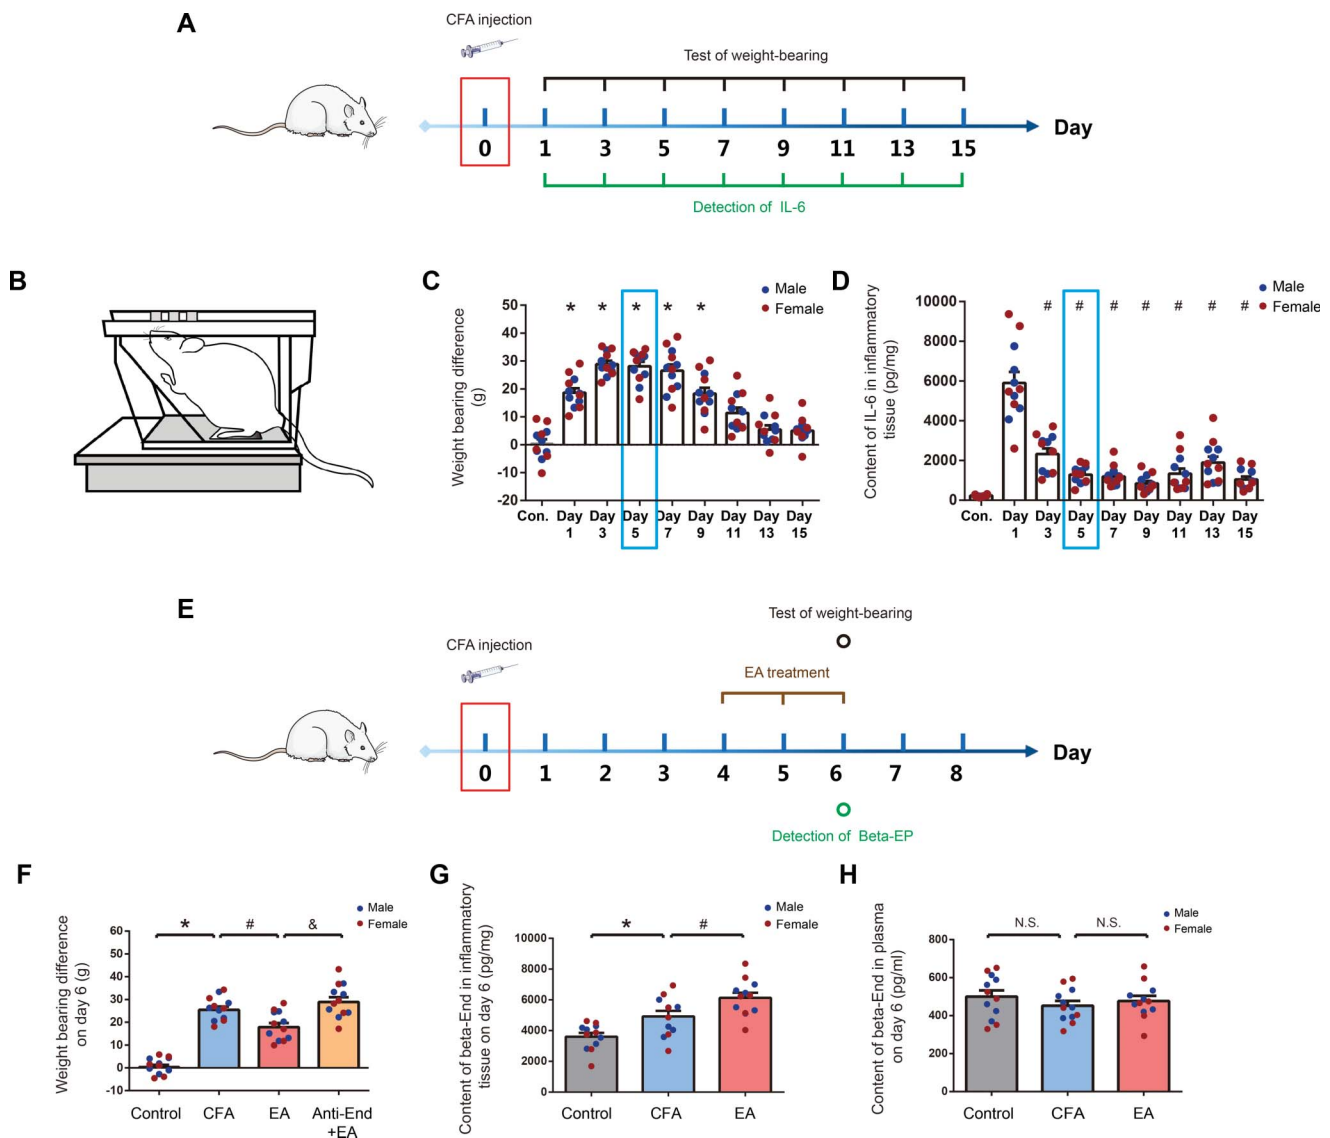 A
CFA injection
Test of weight-bearing
0 1 3 5 7 9 11 13 15
Day
Detection of IL-6
B
C
Male
Female
Weight bearing difference
(g)
50
40
30
20
10
0
-10
-20
* * * * *
Con. Day Day Day Day Day Day Day Day
1 3 5 7 9 11 13 15
D
Male
Female
Content of IL-6 in inflammatory
tissue (pg/mg)
10000
8000
6000
4000
2000
0
# # # # # # #
Con. Day Day Day Day Day Day Day Day
1 3 5 7 9 11 13 15
E
Test of weight-bearing
CFA injection
EA treatment
0 1 2 3 4 5 6 7 8
Day
Detection of Beta-EP
F
Male
Female
Weight bearing difference
on day 6 (g)
60
50
40
30
20
10
0
-10
* # &
Control CFA EA Anti-End
+EA
G
Male
Female
Content of beta-End in inflammatory
tissue on day 6 (pg/mg)
10000
8000
6000
4000
2000
0
* #
Control CFA EA
H
Male
Female
Content of beta-End in plasma
on day 6 (pg/ml)
800
600
400
200
0
N.S. N.S.
Control CFA EA